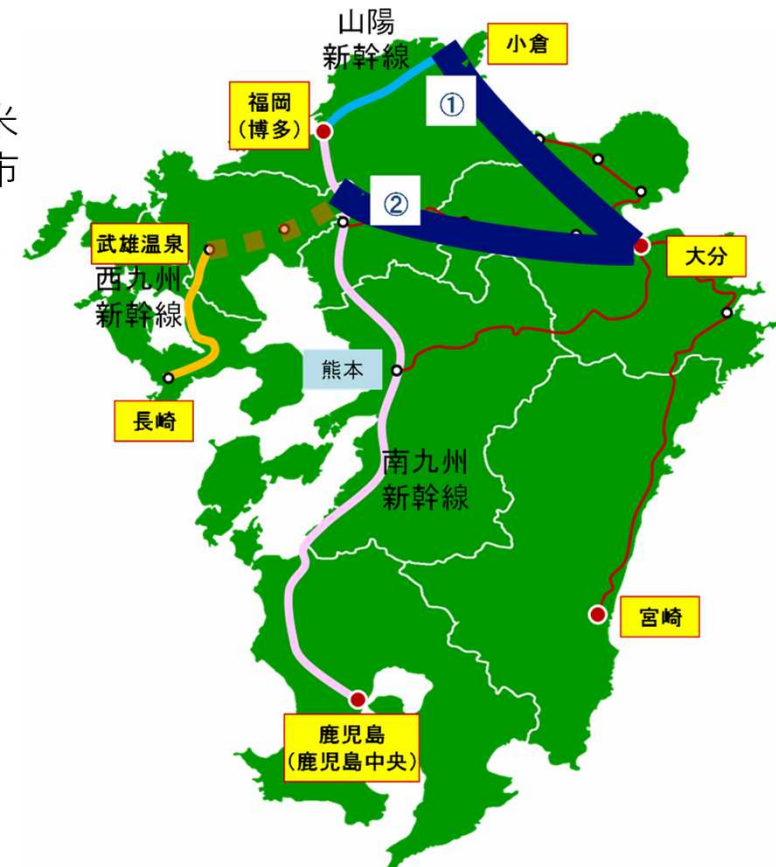 山陽
新幹線
小倉
①
福岡
(博多)
米
市
②
武雄温泉
西九州
新幹線
大分
熊本
長崎
南九州
新幹線
宮崎
鹿児島
(鹿児島中央)